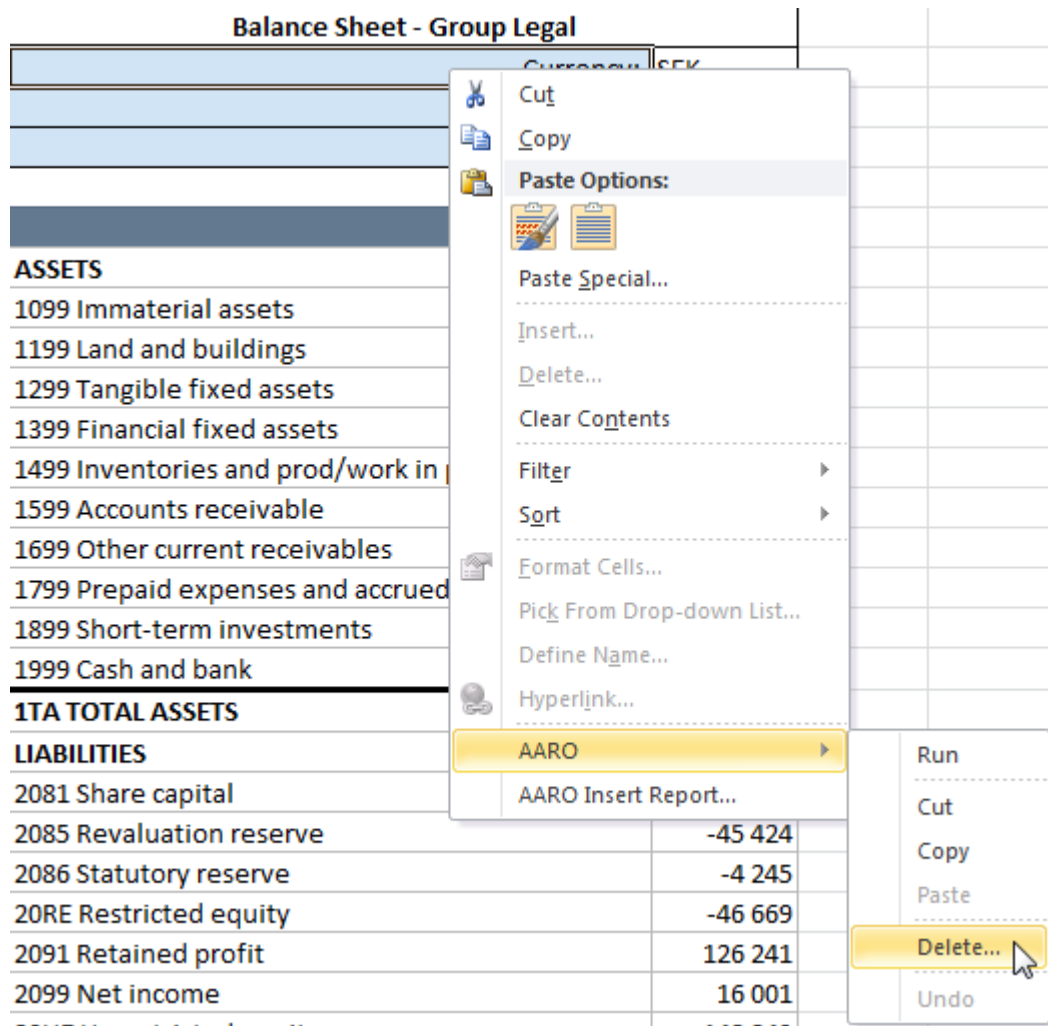 Balance Sheet - Group Legal
Currency: SEK
Cut
Copy
Paste Options:
Paste Special...
Insert...
Delete...
Clear Contents
Filter
Sort
Format Cells...
Pick From Drop-down List...
Define Name...
Hyperlink...
AARO
AARO Insert Report...
Run
Cut
Copy
Paste
Delete...
Undo
ASSETS
1099 Immaterial assets
1199 Land and buildings
1299 Tangible fixed assets
1399 Financial fixed assets
1499 Inventories and prod/work in
1599 Accounts receivable
1699 Other current receivables
1799 Prepaid expenses and accrued
1899 Short-term investments
1999 Cash and bank
1TA TOTAL ASSETS
LIABILITIES
2081 Share capital
2085 Revaluation reserve -45 424
2086 Statutory reserve -4 245
20RE Restricted equity -46 669
2091 Retained profit 126 241
2099 Net income 16 001